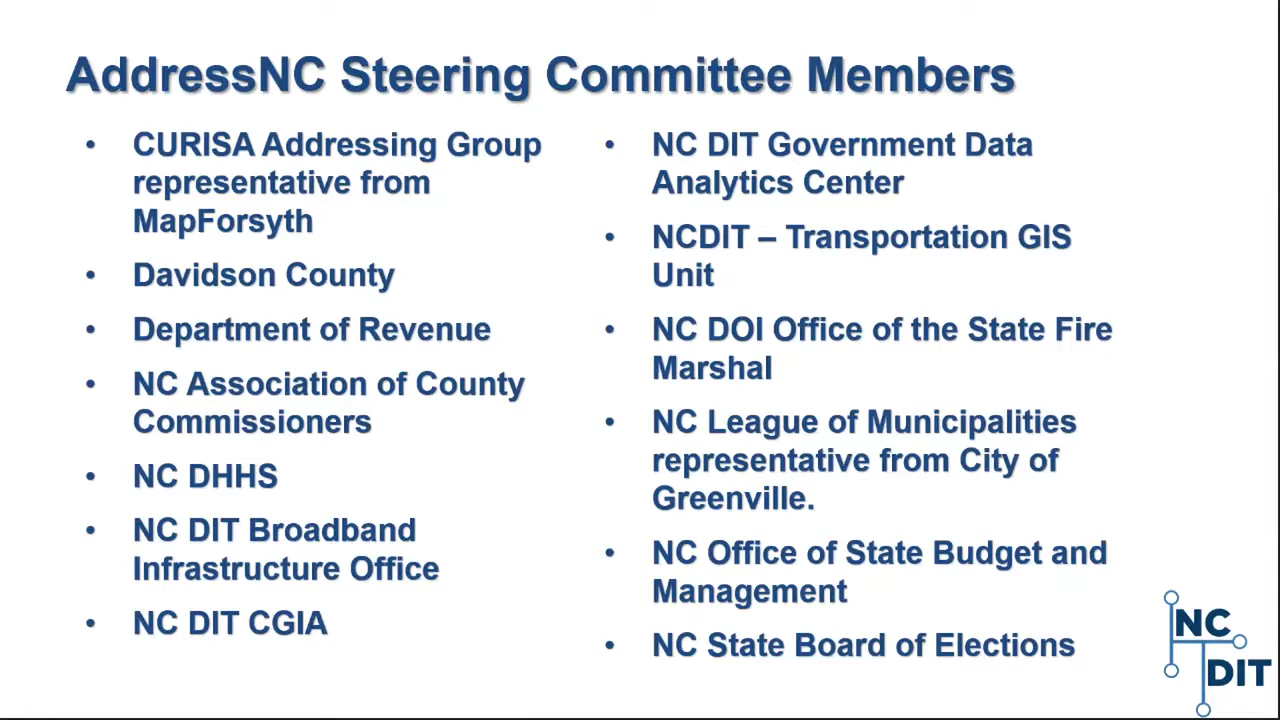 AddressNC Steering Committee Members
• CURISA Addressing Group
representative from
MapForsyth
• Davidson County
• Department of Revenue
• NC Association of County
Commissioners
• NC DHHS
• NC DIT Broadband
Infrastructure Office
• NC DIT CGIA
• NC DIT Government Data
Analytics Center
• NCDIT – Transportation GIS
Unit
• NC DOI Office of the State Fire
Marshal
• NC League of Municipalities
representative from City of
Greenville.
• NC Office of State Budget and
Management
• NC State Board of Elections
NC
DIT